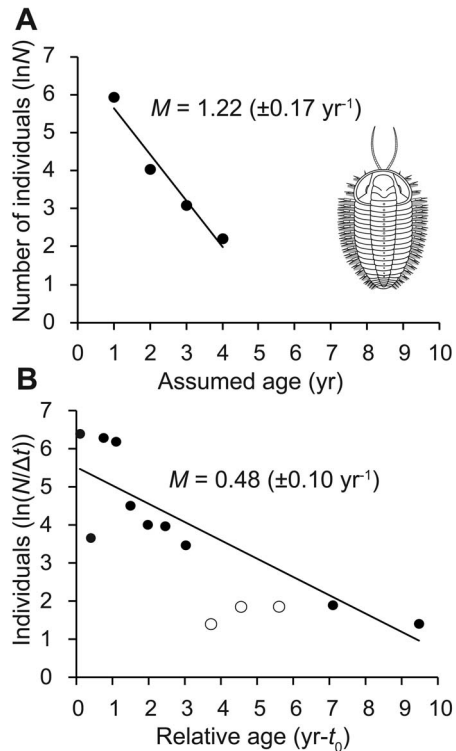 A
Number of individuals (lnN)
7
6
5
4
3
2
1
0
M = 1.22 (±0.17 yr⁻¹)
0 1 2 3 4 5 6 7 8 9 10
Assumed age (yr)
B
Individuals (ln(N/Δt))
7
6
5
4
3
2
1
0
M = 0.48 (±0.10 yr⁻¹)
0 1 2 3 4 5 6 7 8 9 10
Relative age (yr-t₀)